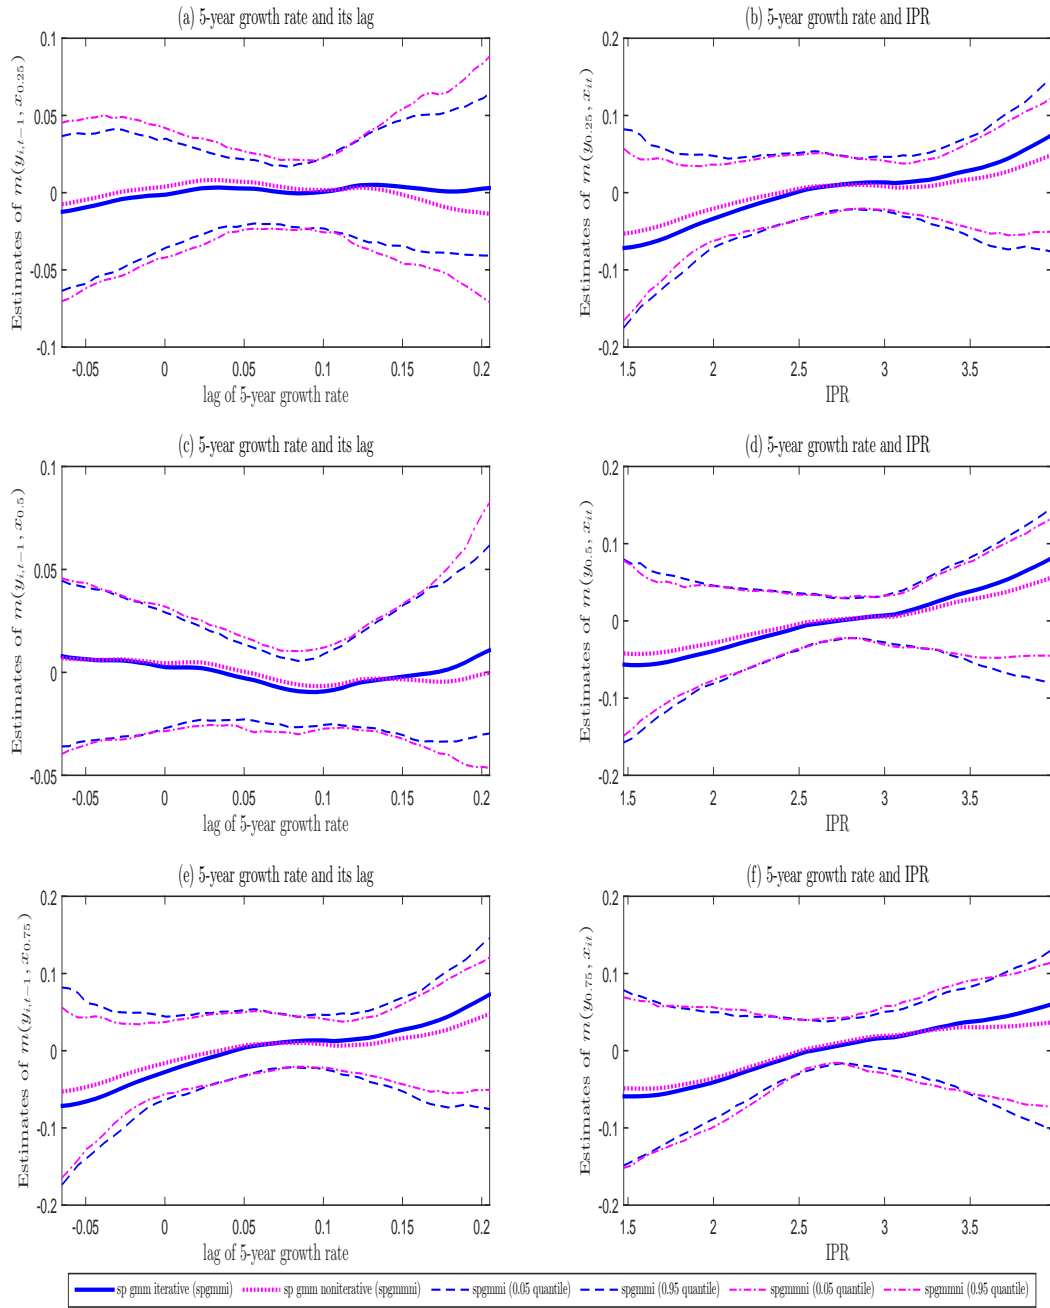 (a) 5-year growth rate and its lag
Estimates of m(y_{i,t−1}, x_{0.25})
0.1
0.05
0
-0.05
-0.1
-0.05 0 0.05 0.1 0.15 0.2
lag of 5-year growth rate
(b) 5-year growth rate and IPR
Estimates of m(y_{0.25}, x_{it})
0.2
0.1
0
-0.1
-0.2
1.5 2 2.5 3 3.5
IPR
(c) 5-year growth rate and its lag
Estimates of m(y_{i,t−1}, x_{0.5})
0.1
0.05
0
-0.05
-0.05 0 0.05 0.1 0.15 0.2
lag of 5-year growth rate
(d) 5-year growth rate and IPR
Estimates of m(y_{0.5}, x_{it})
0.2
0.1
0
-0.1
-0.2
1.5 2 2.5 3 3.5
IPR
(e) 5-year growth rate and its lag
Estimates of m(y_{i,t−1}, x_{0.75})
0.2
0.1
0
-0.1
-0.2
-0.05 0 0.05 0.1 0.15 0.2
lag of 5-year growth rate
(f) 5-year growth rate and IPR
Estimates of m(y_{0.75}, x_{it})
0.2
0.1
0
-0.1
-0.2
1.5 2 2.5 3 3.5
IPR
sp gmm iterative (spgmmi) sp gmm noniterative (spgmmni) spgmmi (0.05 quantile) spgmmi (0.95 quantile) spgmmni (0.05 quantile) spgmmni (0.95 quantile)